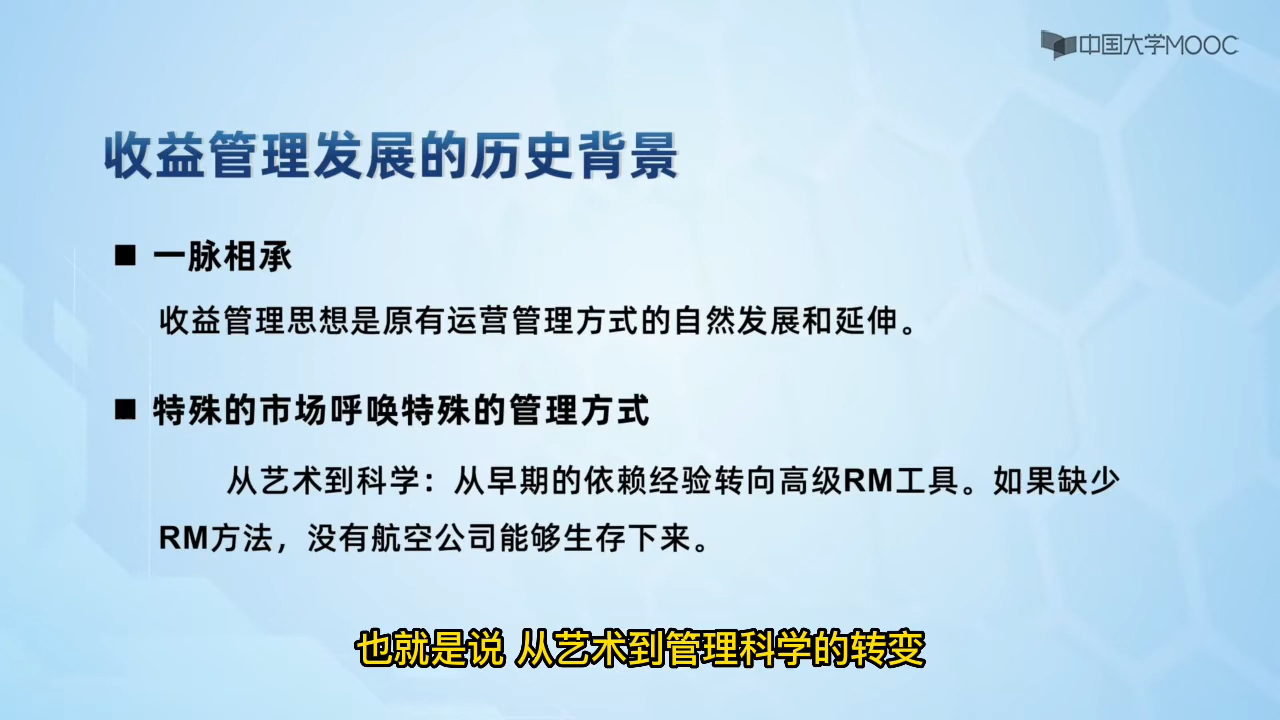 中国大学MOOC
收益管理发展的历史背景
■ 一脉相承
收益管理思想是原有运营管理方式的自然发展和延伸。
■ 特殊的市场呼唤特殊的管理方式
从艺术到科学：从早期的依赖经验转向高级RM工具。如果缺少
RM方法，没有航空公司能够生存下来。
也就是说 从艺术到管理科学的转变